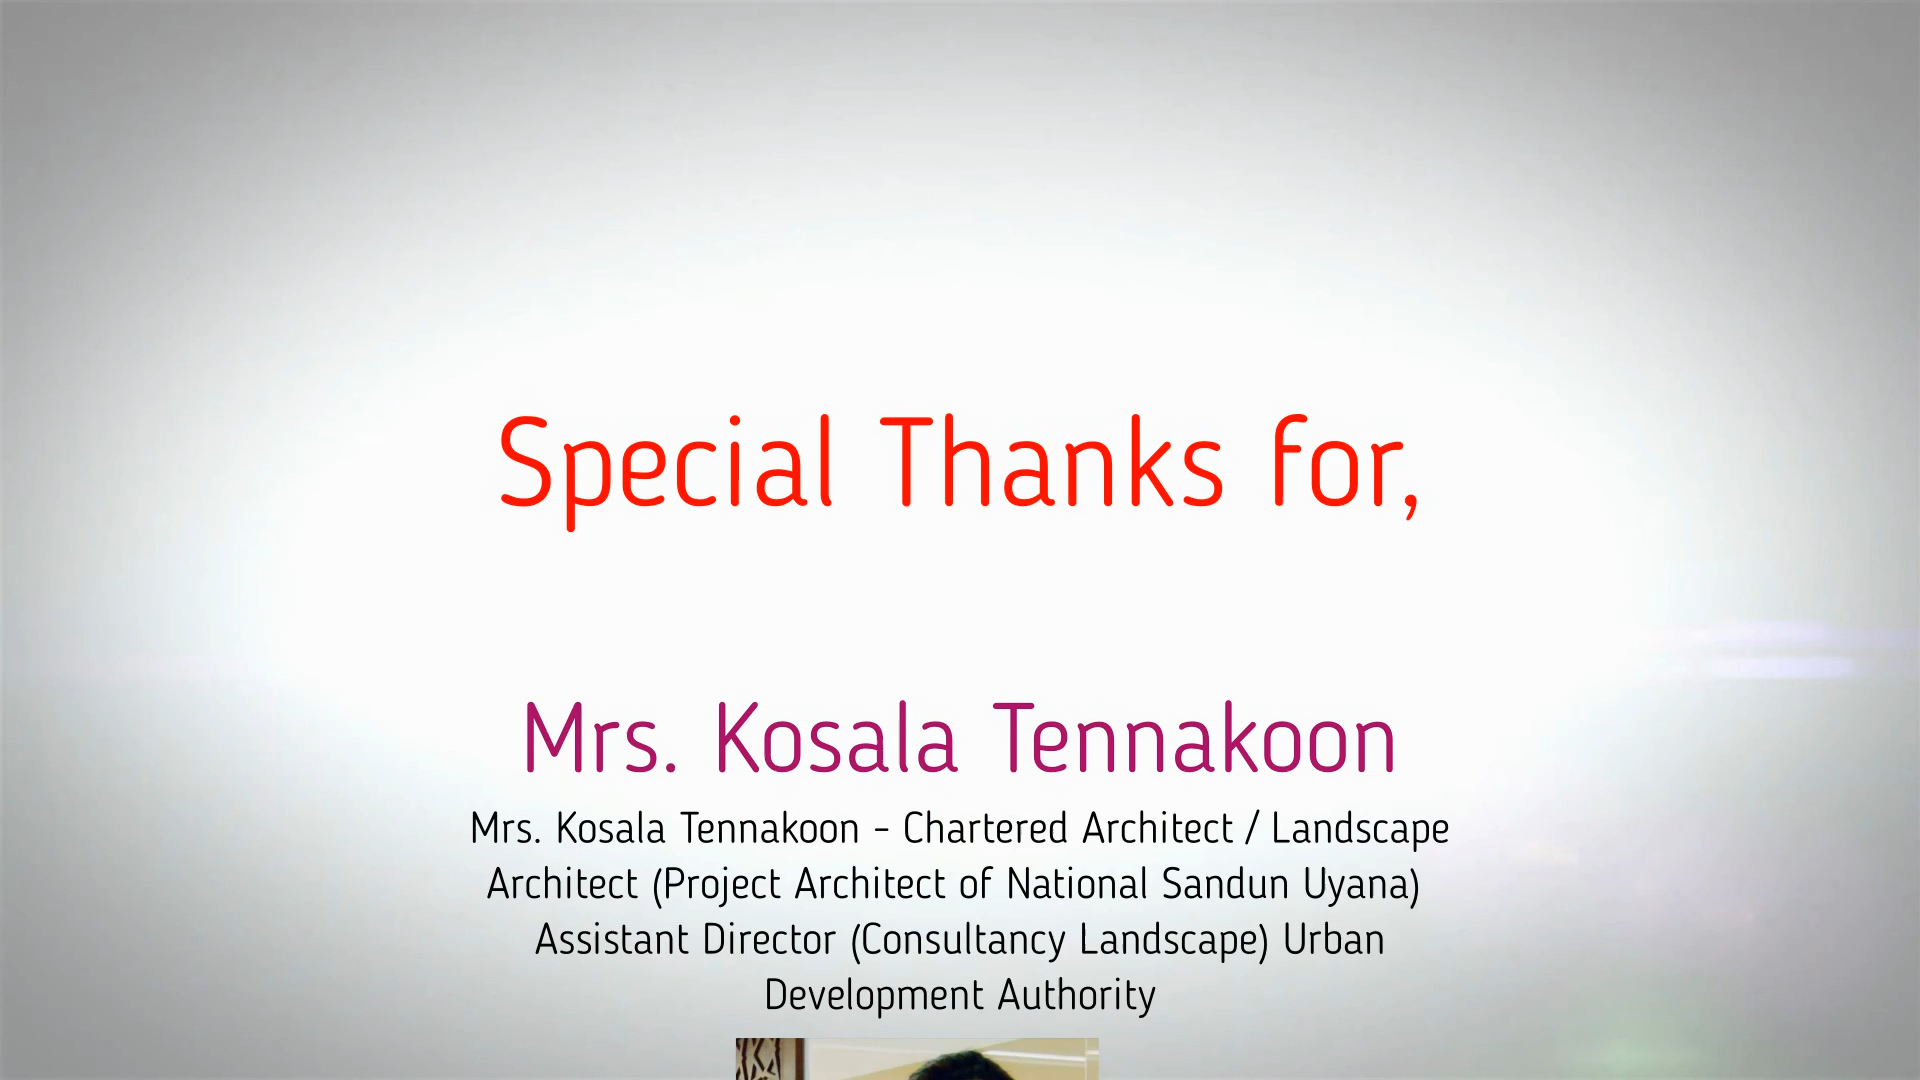 Special Thanks for,
Mrs. Kosala Tennakoon
Mrs. Kosala Tennakoon - Chartered Architect / Landscape
Architect (Project Architect of National Sandun Uyana)
Assistant Director (Consultancy Landscape) Urban
Development Authority